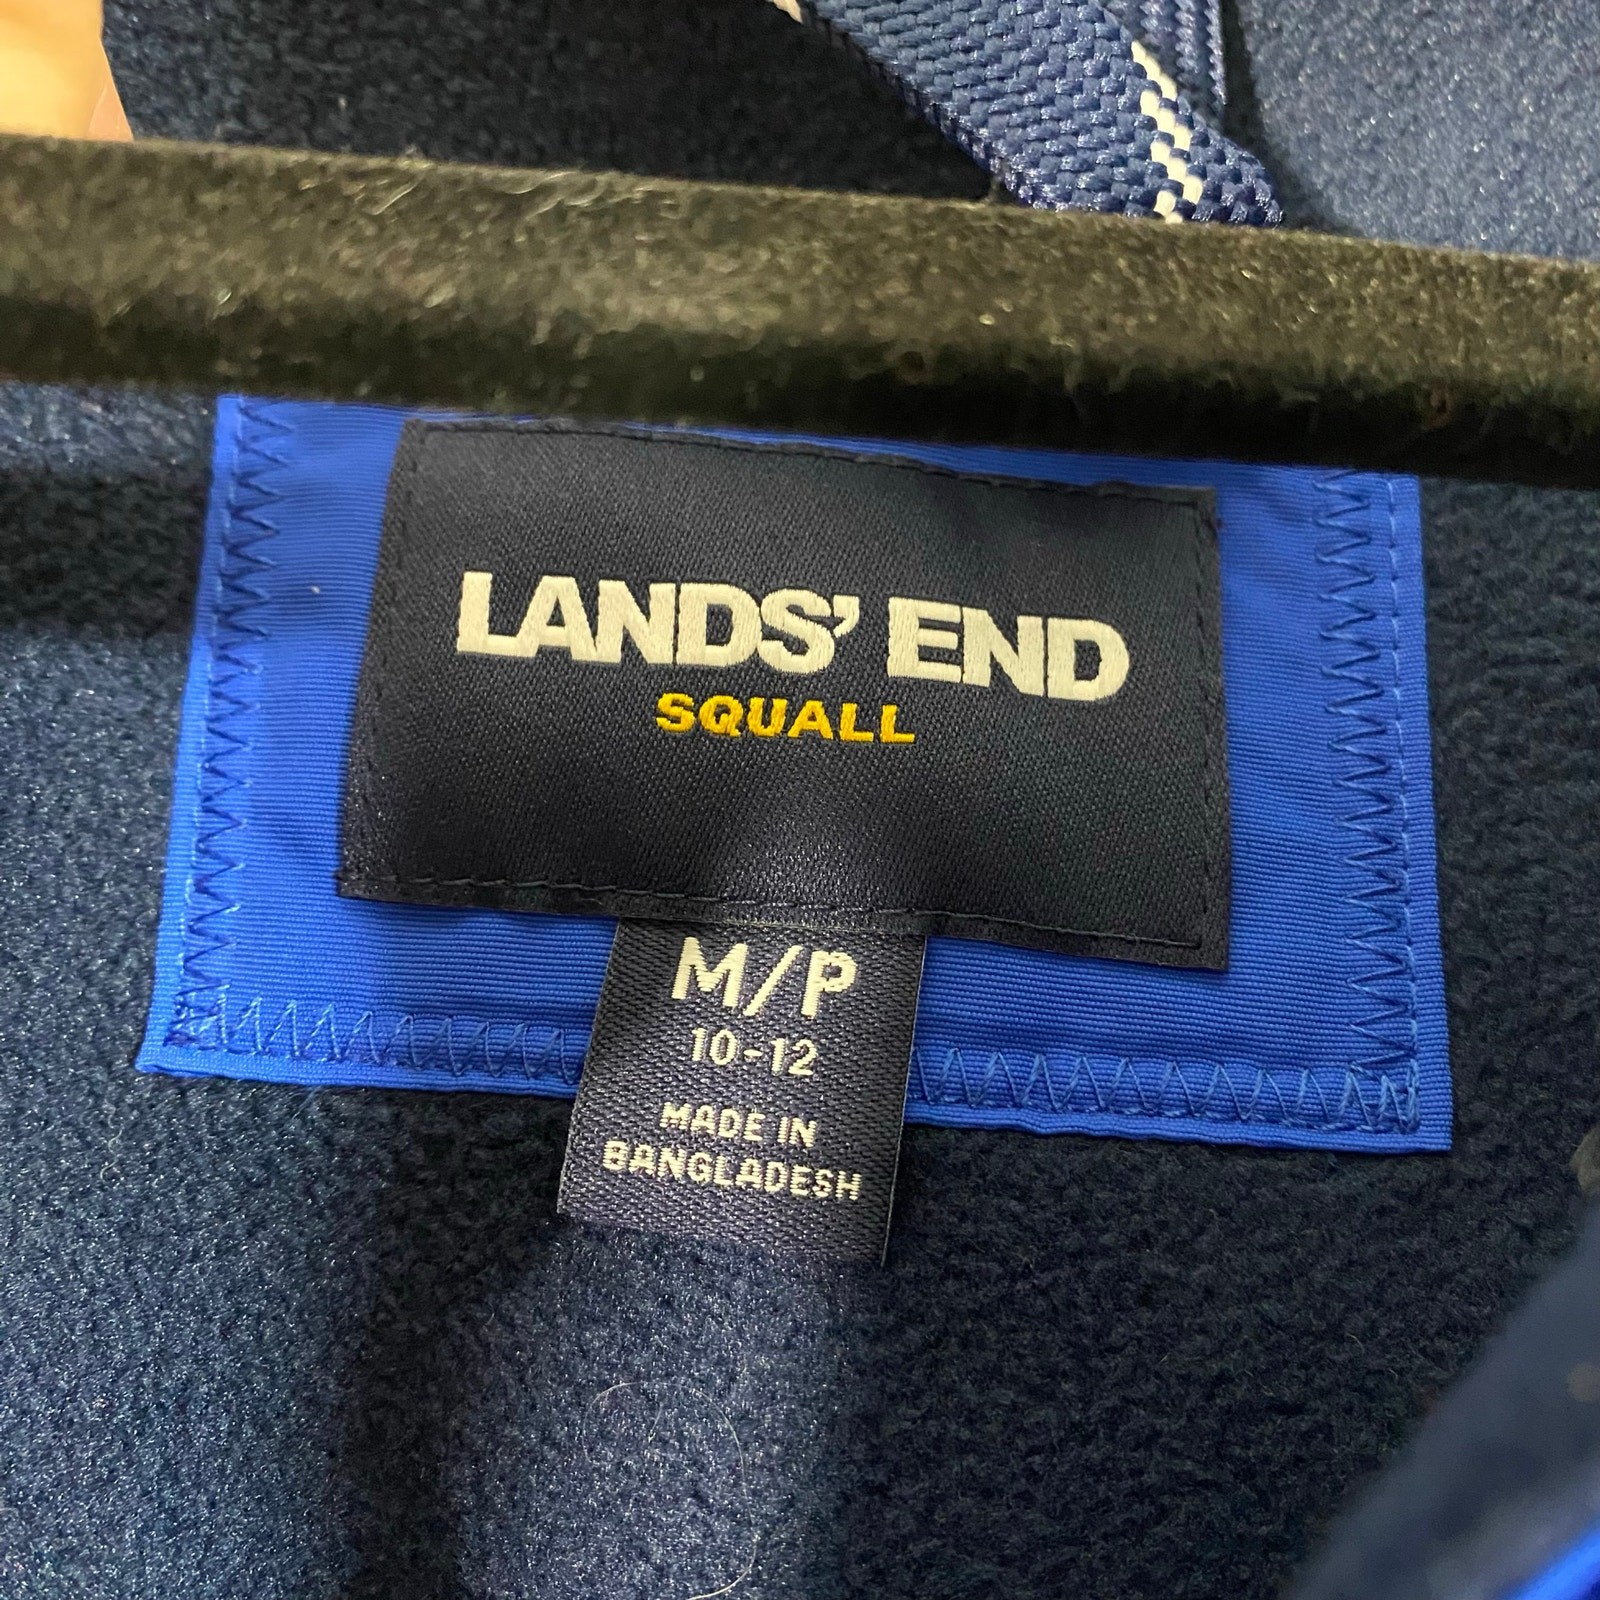 LANDS' END
SQUALL
M/P
10-12
MADE IN
BANGLADESH